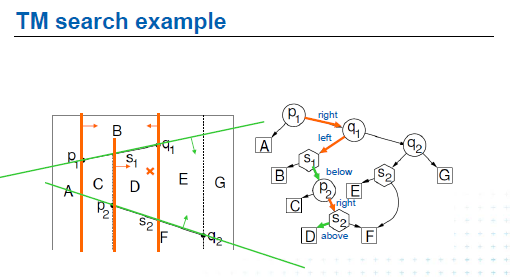 TM search example
B
p1
s1
q1
A
C
D
E
G
p2
s2
F
q2
p1
right
q1
A
left
q2
s1
B
below
s2
G
p2
E
C
right
s2
D
above
F